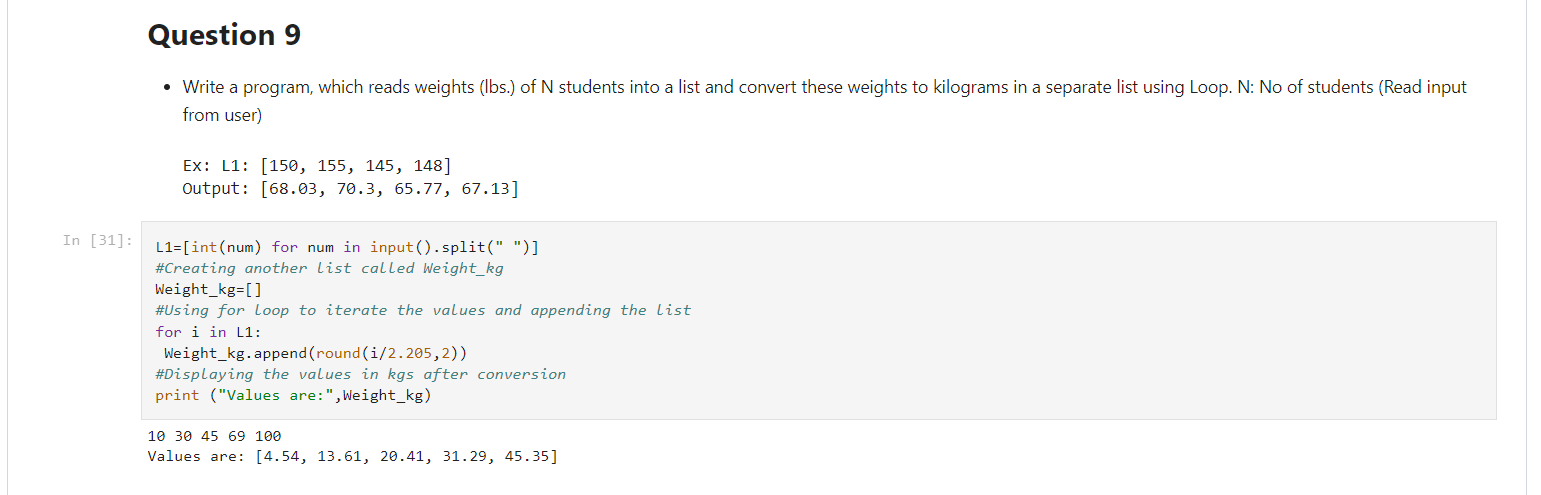 Question 9
• Write a program, which reads weights (lbs.) of N students into a list and convert these weights to kilograms in a separate list using Loop. N: No of students (Read input
from user)
Ex: L1: [150, 155, 145, 148]
Output: [68.03, 70.3, 65.77, 67.13]
In [31]:
L1=[int(num) for num in input().split(" ")]
#Creating another list called Weight_kg
Weight_kg=[]
#Using for loop to iterate the values and appending the list
for i in L1:
 Weight_kg.append(round(i/2.205,2))
#Displaying the values in kgs after conversion
print ("Values are:",Weight_kg)
10 30 45 69 100
Values are: [4.54, 13.61, 20.41, 31.29, 45.35]